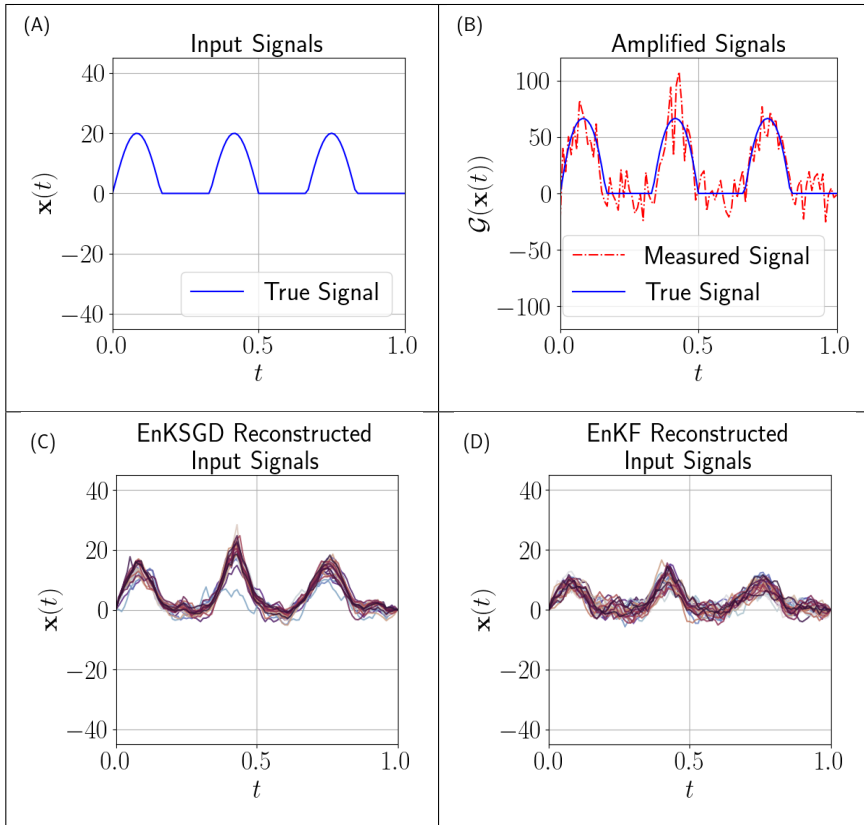 (A)
Input Signals
40
20
0
−20
−40
x(t)
True Signal
0.0 0.5 1.0
t
(B)
Amplified Signals
100
50
0
−50
−100
𝒢(x(t))
Measured Signal
True Signal
0.0 0.5 1.0
t
(C)
EnKSGD Reconstructed
Input Signals
40
20
0
−20
−40
x(t)
0.0 0.5 1.0
t
(D)
EnKF Reconstructed
Input Signals
40
20
0
−20
−40
x(t)
0.0 0.5 1.0
t